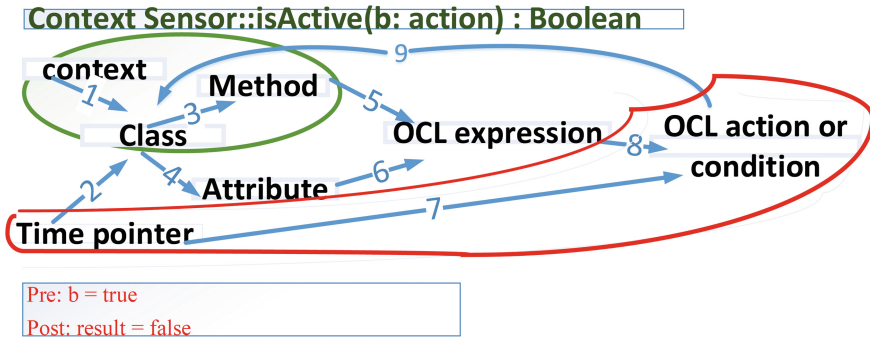 Context Sensor::isActive(b: action) : Boolean
9
context
1
Method
3
5
Class
OCL expression
OCL action or
condition
8
2
4
6
Attribute
7
Time pointer
Pre: b = true
Post: result = false